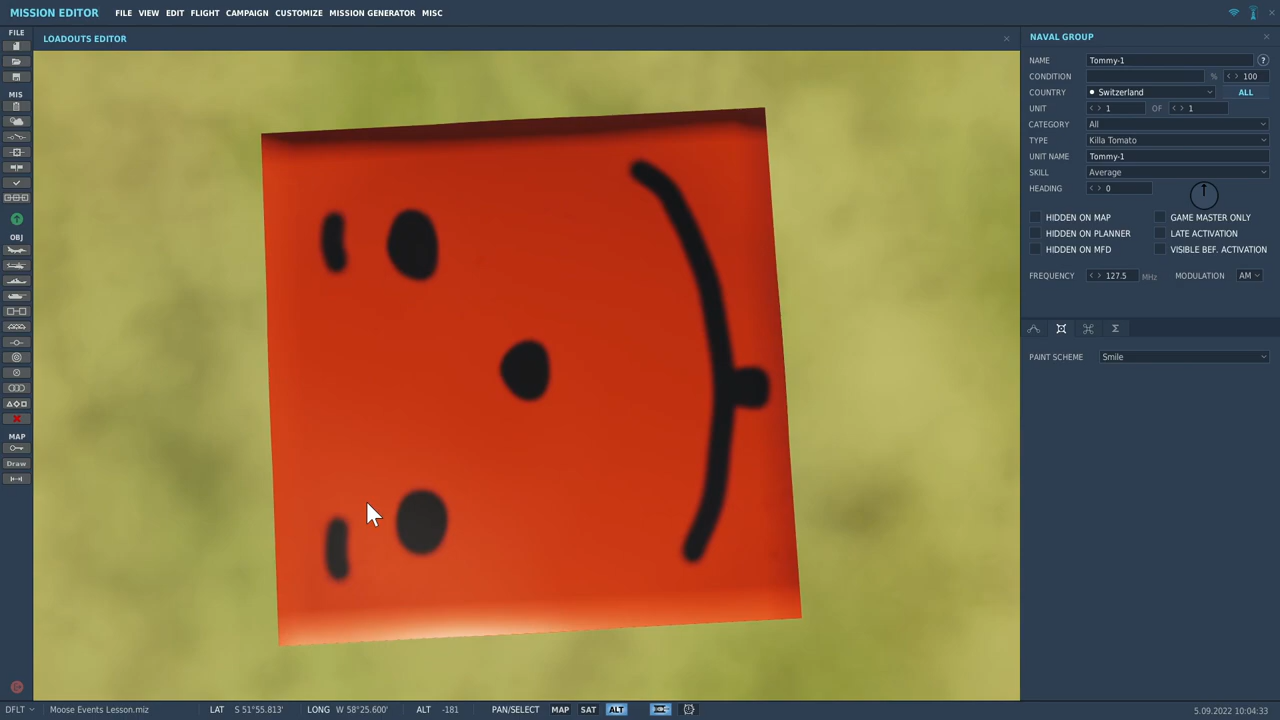 MISSION EDITOR FILE VIEW EDIT FLIGHT CAMPAIGN CUSTOMIZE MISSION GENERATOR MISC
FILE
MIS
OBJ
MAP
Draw
LOADOUTS EDITOR
NAVAL GROUP
NAME Tommy-1 ?
CONDITION % < > 100
COUNTRY Switzerland ALL
UNIT < > 1 OF < > 1
CATEGORY All
TYPE Killa Tomato
UNIT NAME Tommy-1
SKILL Average
HEADING < > 0
HIDDEN ON MAP GAME MASTER ONLY
HIDDEN ON PLANNER LATE ACTIVATION
HIDDEN ON MFD VISIBLE BEF. ACTIVATION
FREQUENCY < > 127.5 MHz MODULATION AM
Σ
PAINT SCHEME Smile
DFLT Moose Events Lesson.miz LAT S 51°55.813' LONG W 58°25.600' ALT -181 PAN/SELECT MAP SAT ALT 5.09.2022 10:04:33